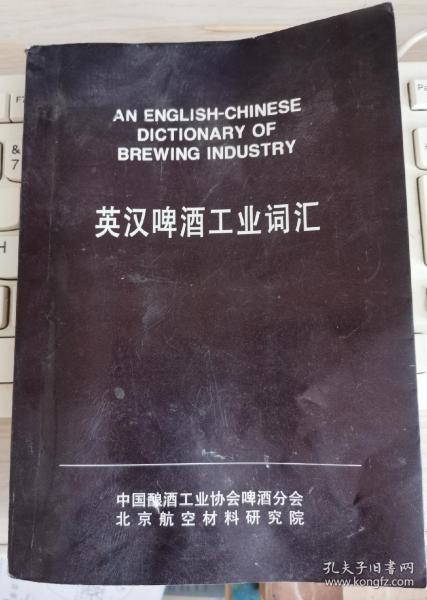 AN ENGLISH-CHINESE
DICTIONARY OF
BREWING INDUSTRY
英汉啤酒工业词汇
中国酿酒工业协会啤酒分会
北京航空材料研究院
F7
&
7
H
孔夫子旧书网
www.kongfz.com